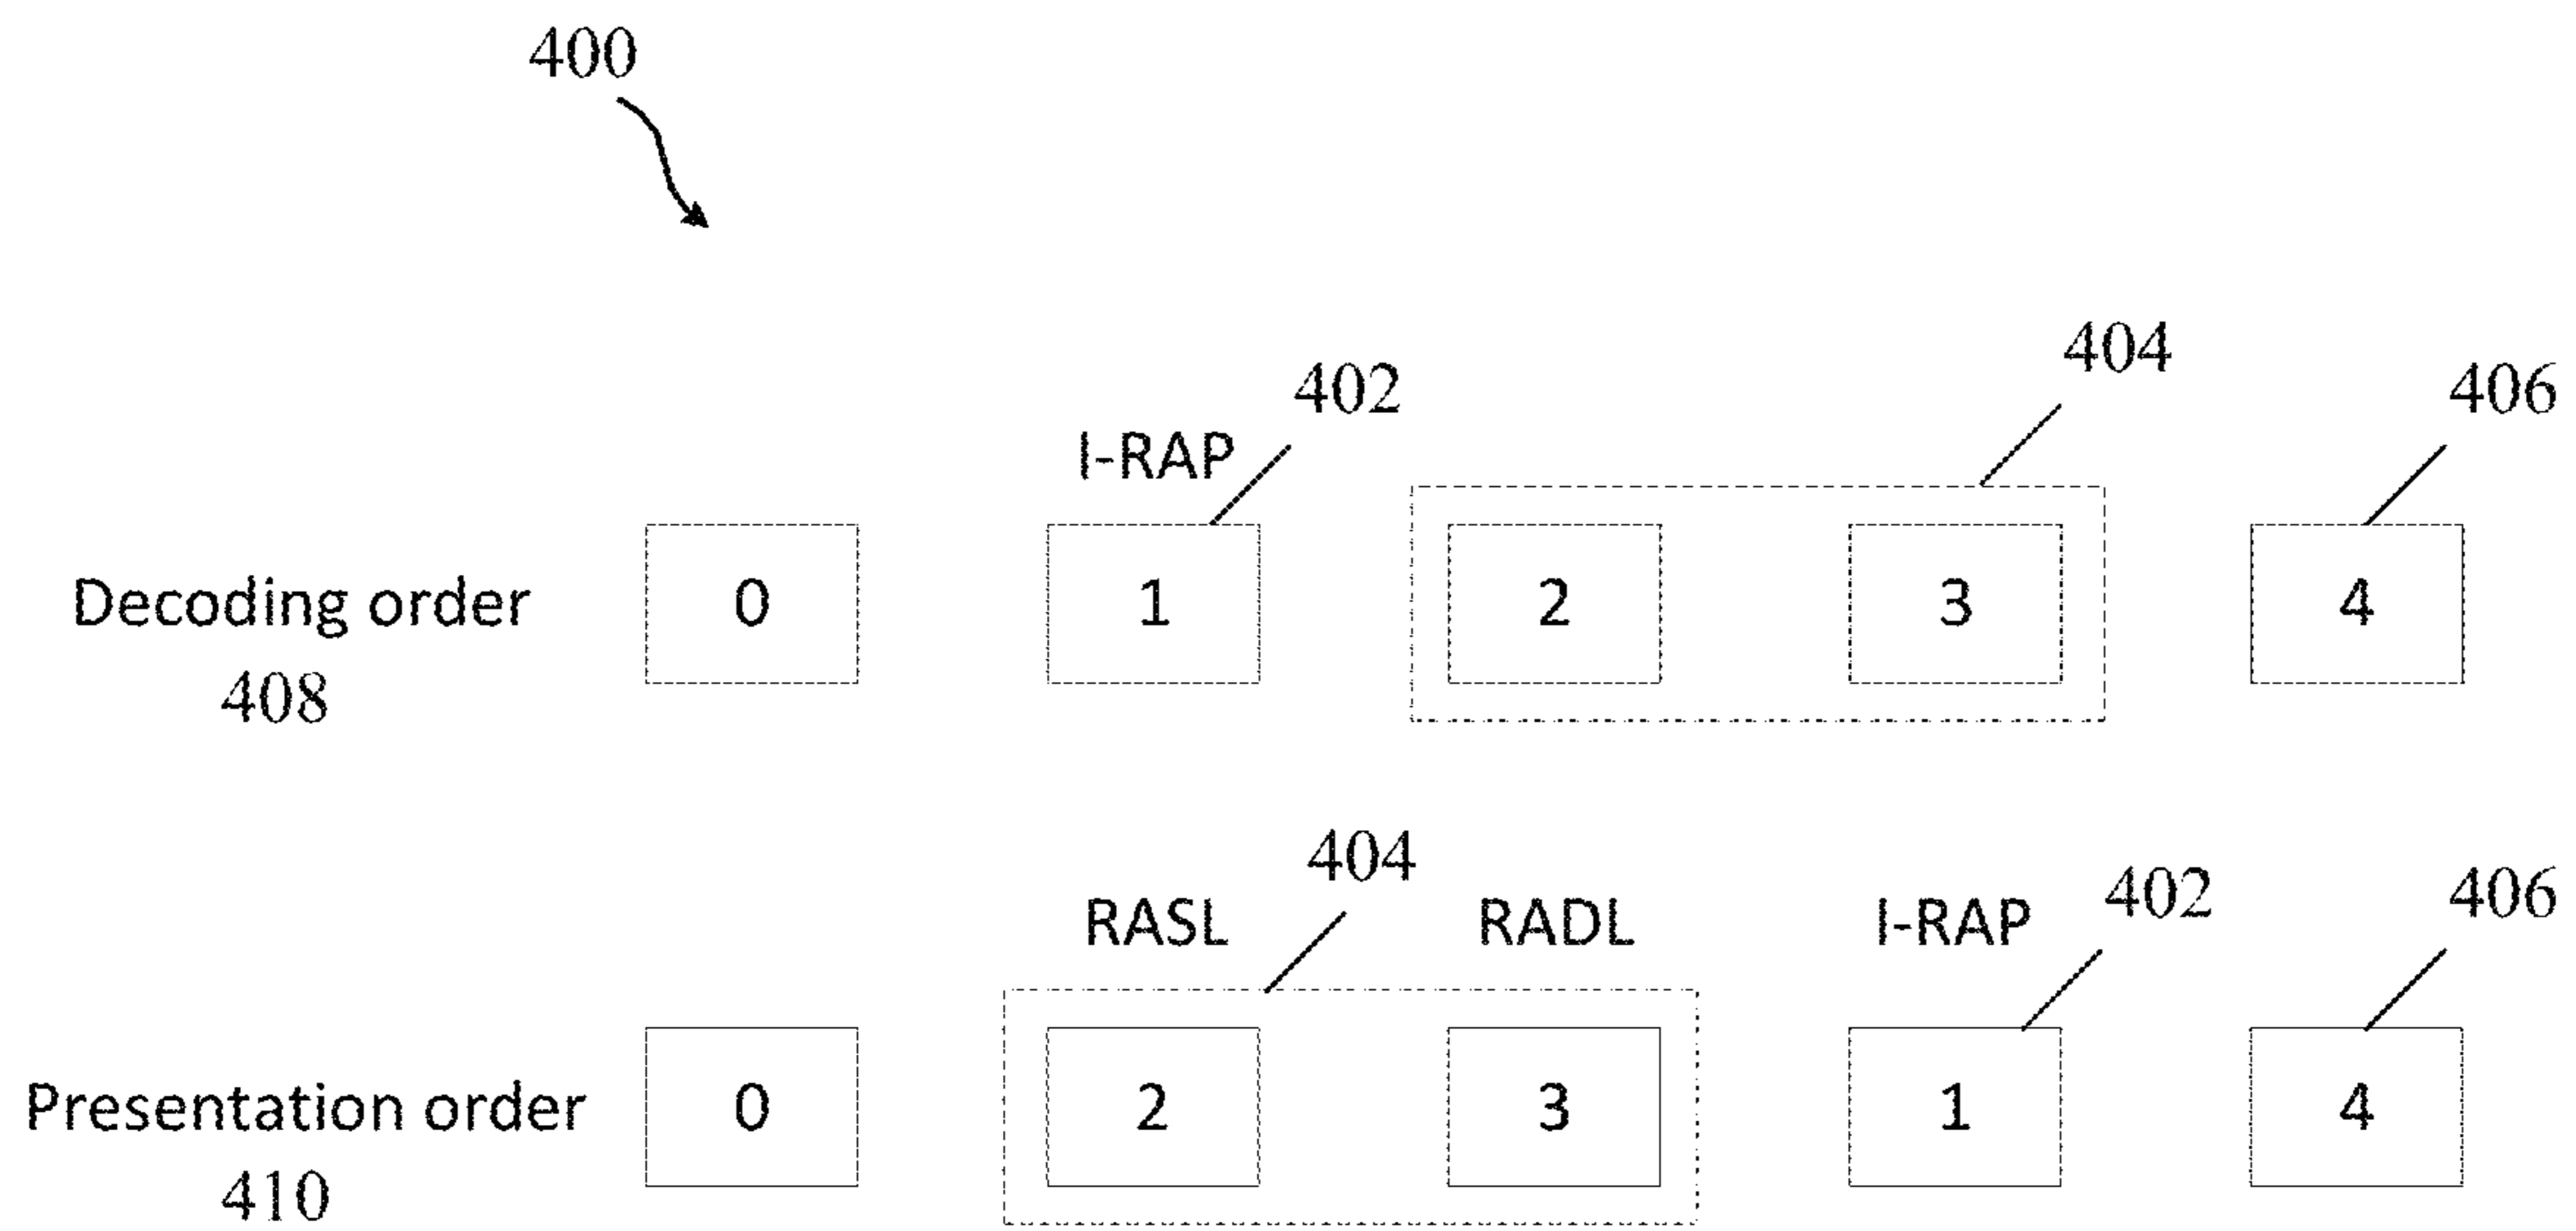 400
404
402
406
I-RAP
Decoding order 0 1 2 3 4
408
404
402
406
RASL RADL I-RAP
Presentation order 0 2 3 1 4
410